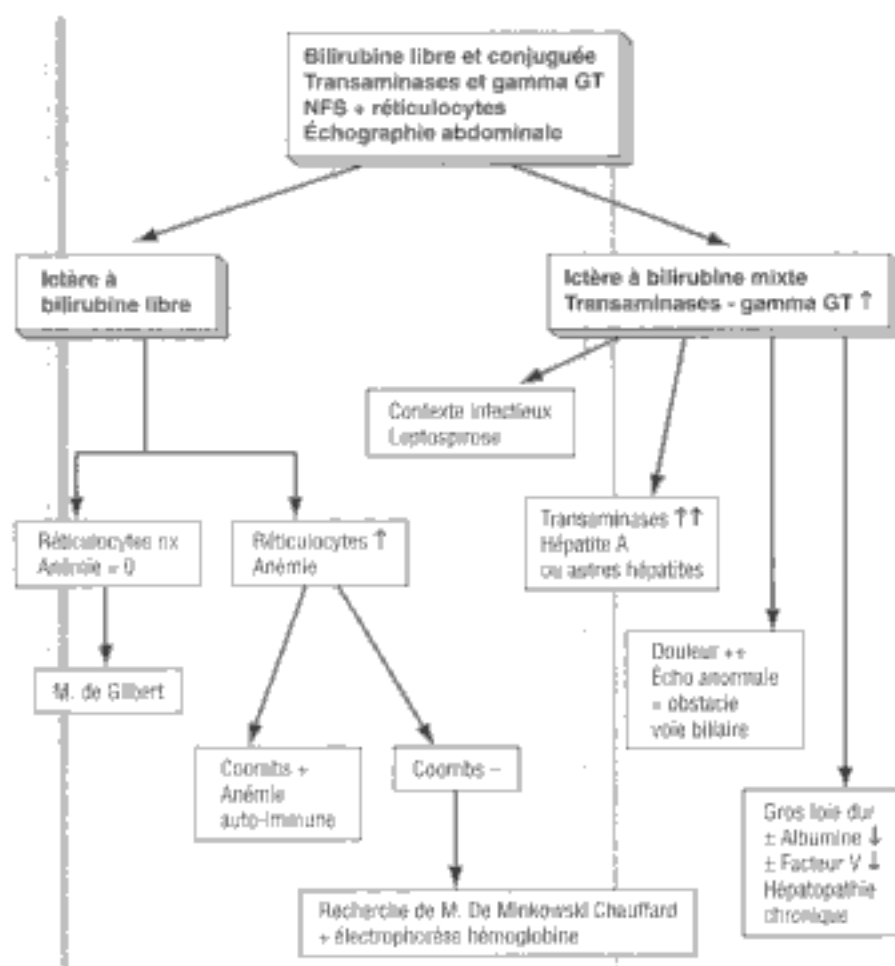 Bilirubine libre et conjuguée
Transaminases et gamma GT
NFS + réticulocytes
Échographie abdominale
Ictère à
bilirubine libre
Ictère à bilirubine mixte
Transaminases - gamma GT ↑
Contexte infectieux
Leptospirose
Réticulocytes nx
Anémie = 0
Réticulocytes ↑
Anémie
Transaminases ↑↑
Hépatite A
ou autres hépatites
M. de Gilbert
Douleur ++
Écho anormale
= obstacle
voie biliaire
Coombs +
Anémie
auto-immune
Coombs –
Gros foie dur
± Albumine ↓
± Facteur V ↓
Hépatopathie
chronique
Recherche de M. De Minkowski Chauffard
+ électrophorèse hémoglobine